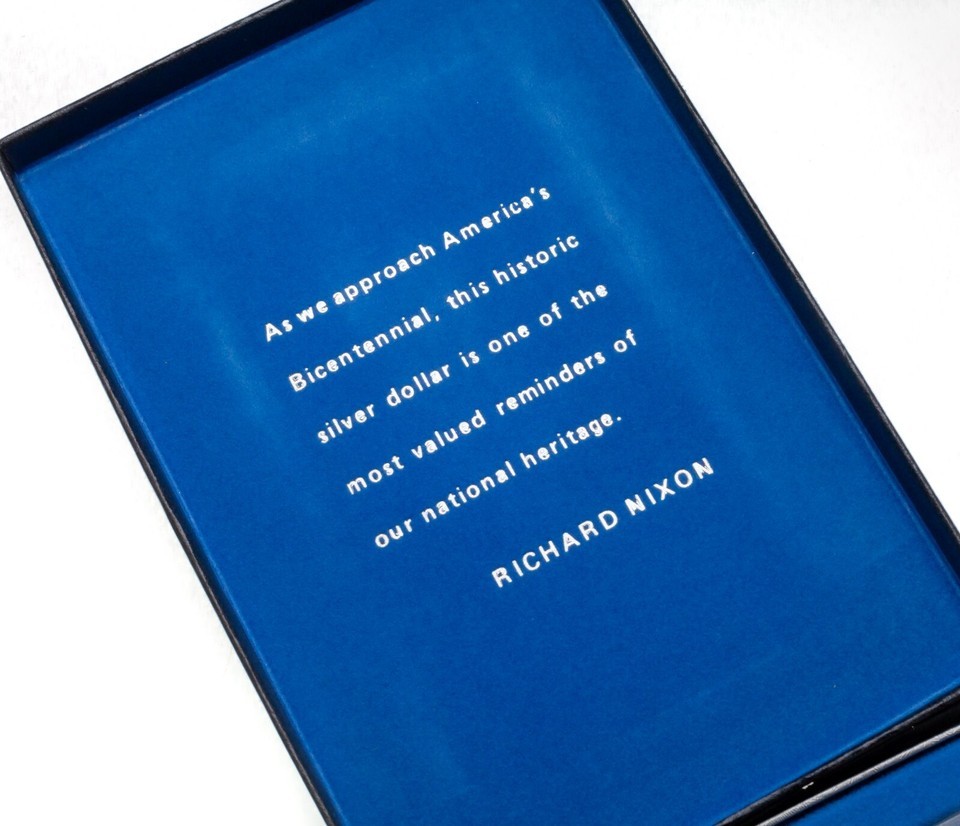 As we approach America's
Bicentennial, this historic
silver dollar is one of the
most valued reminders of
our national heritage.
RICHARD NIXON